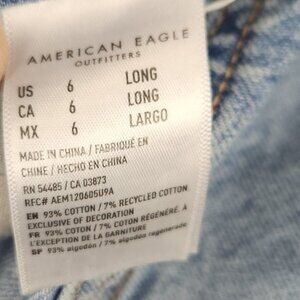 AMERICAN EAGLE
OUTFITTERS
US 6 LONG
CA 6 LONG
MX 6 LARGO
MADE IN CHINA / FABRIQUÉ EN
CHINE / HECHO EN CHINA
RN 54485 / CA 03873
RFC# AEM120605U9A
EN 93% COTTON / 7% RECYCLED COTTON
EXCLUSIVE OF DECORATION
FR 93% COTON / 7% COTON RÉGÉNÉRÉ. À
L'EXCEPTION DE LA GARNITURE
SP 93% algodón / 7% algodón regenerado